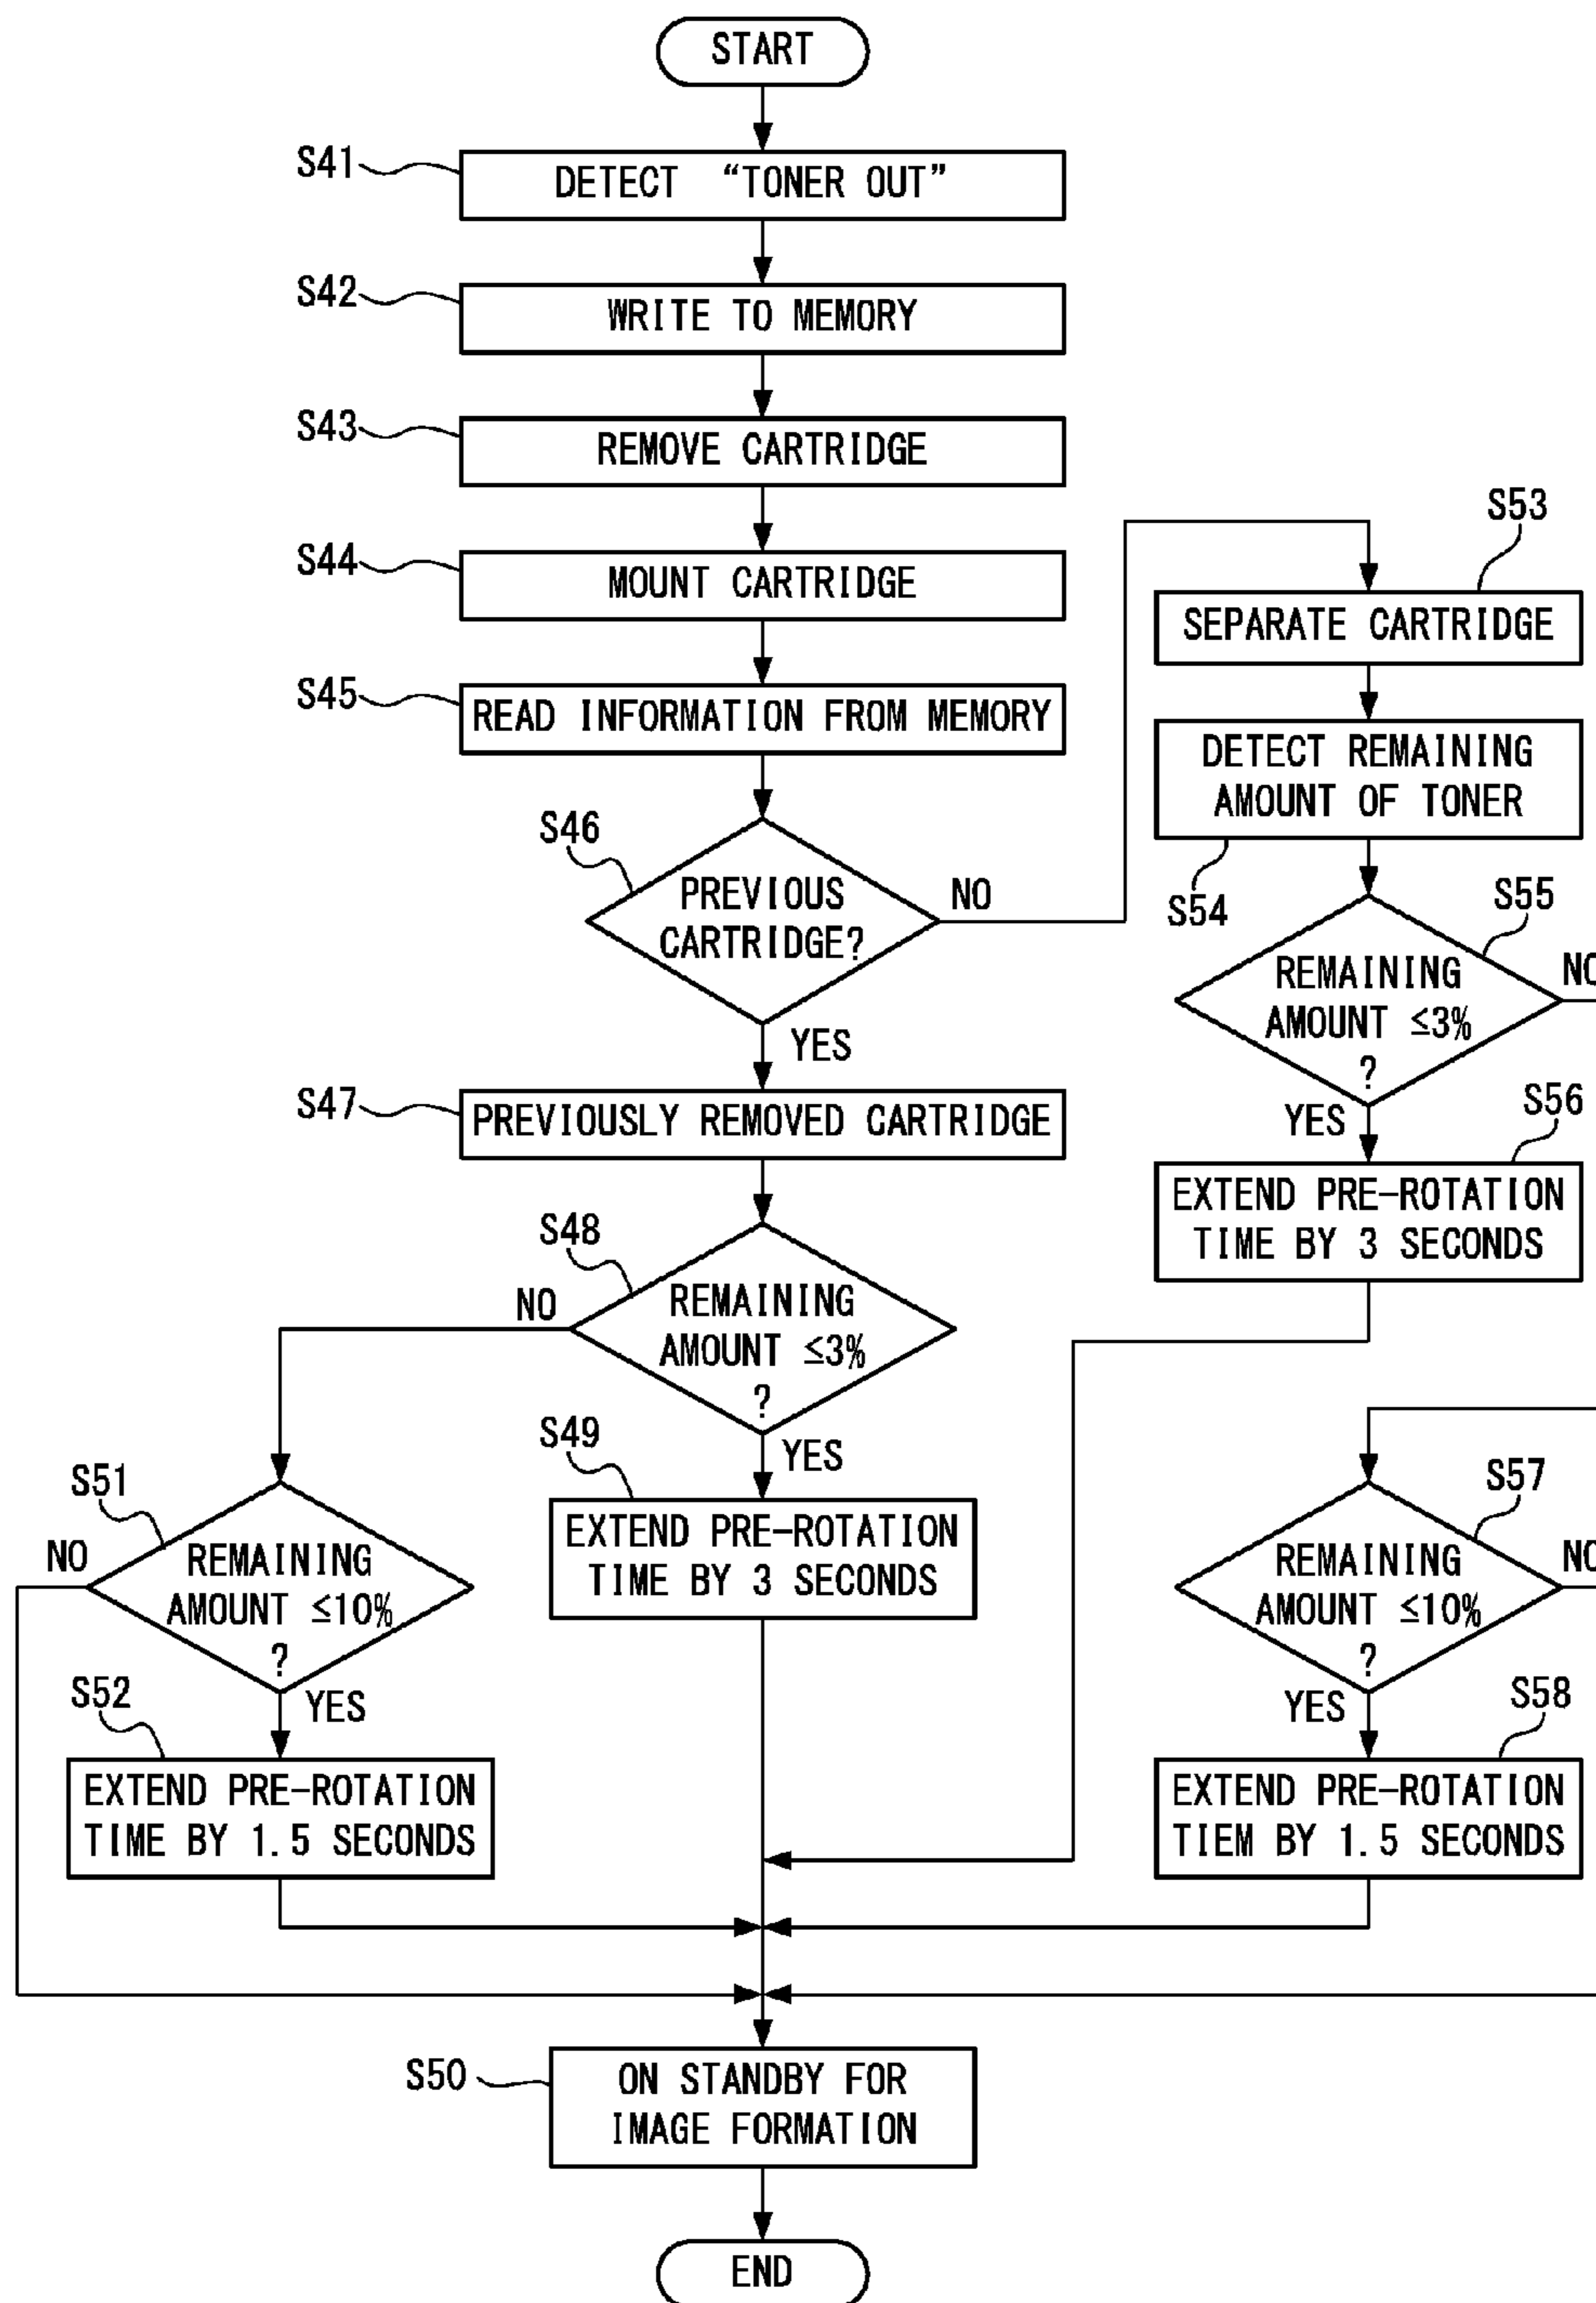 START
S41
DETECT “TONER OUT”
S42
WRITE TO MEMORY
S43
REMOVE CARTRIDGE
S44
MOUNT CARTRIDGE
S45
READ INFORMATION FROM MEMORY
S46
PREVIOUS
CARTRIDGE?
NO
YES
S47
PREVIOUSLY REMOVED CARTRIDGE
S48
REMAINING
AMOUNT ≤3%
?
NO
YES
S49
EXTEND PRE-ROTATION
TIME BY 3 SECONDS
S51
REMAINING
AMOUNT ≤10%
?
NO
YES
S52
EXTEND PRE-ROTATION
TIME BY 1.5 SECONDS
S53
SEPARATE CARTRIDGE
DETECT REMAINING
AMOUNT OF TONER
S54
S55
REMAINING
AMOUNT ≤3%
?
NO
YES
S56
EXTEND PRE-ROTATION
TIME BY 3 SECONDS
S57
REMAINING
AMOUNT ≤10%
?
NO
YES
S58
EXTEND PRE-ROTATION
TIEM BY 1.5 SECONDS
S50
ON STANDBY FOR
IMAGE FORMATION
END